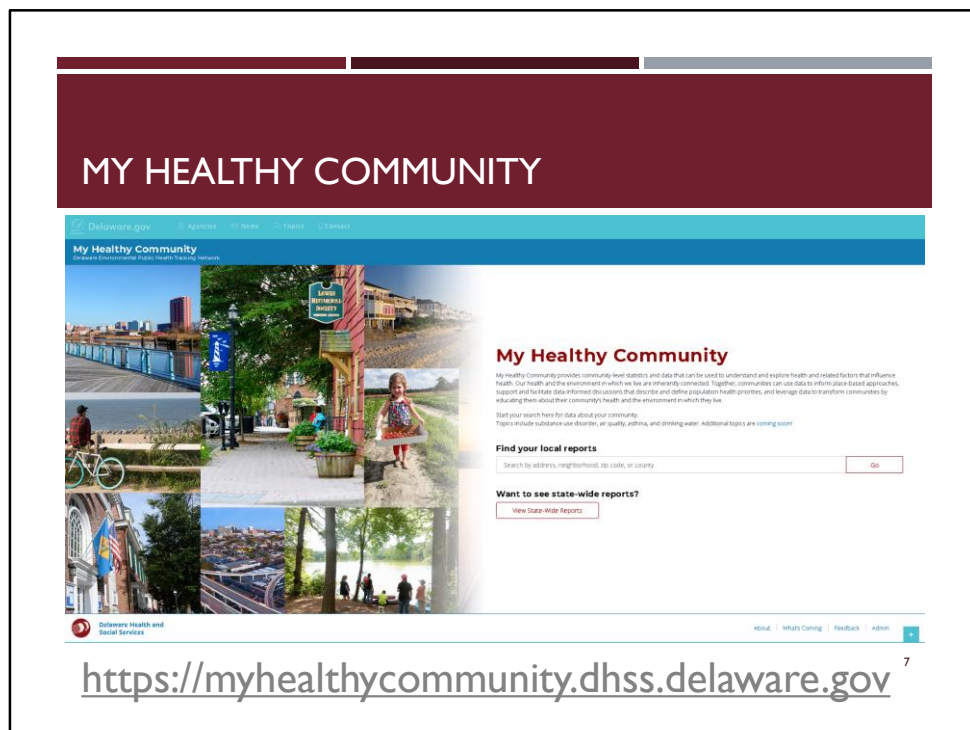 MY HEALTHY COMMUNITY
Delaware.gov Agencies News Topics Contact
My Healthy Community
Delaware Environmental Public Health Tracking Network
LEWES
HISTORICAL
SOCIETY
My Healthy Community
My Healthy Community provides community-level statistics and data that can be used to understand and explore health and related factors that influence
health. Our health and the environment in which we live are inherently connected. Together, communities can use data to inform place-based approaches,
support and facilitate data-informed discussions that describe and define population health priorities, and leverage data to transform communities by
educating them about their community's health and the environment in which they live.
Start your search here for data about your community.
Topics include substance use disorder, air quality, asthma, and drinking water. Additional topics are coming soon!
Find your local reports
Search by address, neighborhood, zip code, or county
Go
Want to see state-wide reports?
View State-Wide Reports
Delaware Health and
Social Services
About | What's Coming | Feedback | Admin
+
https://myhealthycommunity.dhss.delaware.gov
7